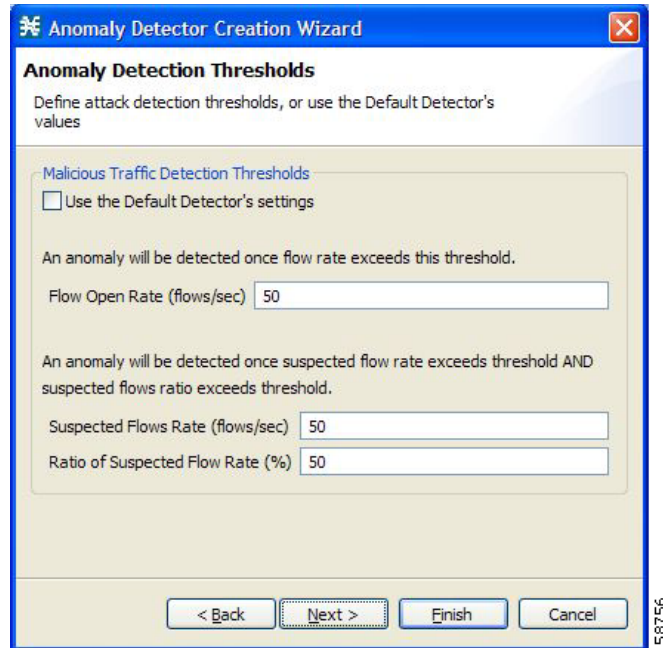 Anomaly Detector Creation Wizard
Anomaly Detection Thresholds
Define attack detection thresholds, or use the Default Detector's
values
Malicious Traffic Detection Thresholds
Use the Default Detector's settings
An anomaly will be detected once flow rate exceeds this threshold.
Flow Open Rate (flows/sec) 50
An anomaly will be detected once suspected flow rate exceeds threshold AND
suspected flows ratio exceeds threshold.
Suspected Flows Rate (flows/sec) 50
Ratio of Suspected Flow Rate (%) 50
< Back Next > Finish Cancel
58756